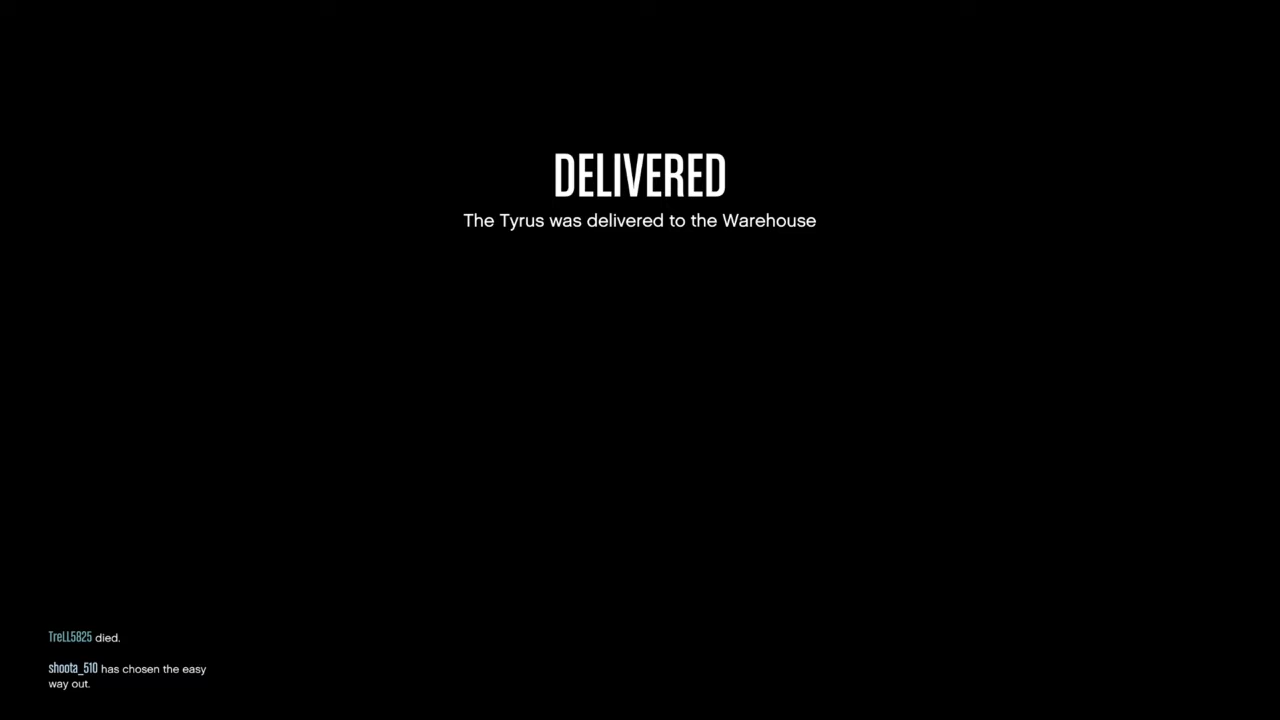 DELIVERED
The Tyrus was delivered to the Warehouse
TreLL5825 died.
shoota_510 has chosen the easy
way out.